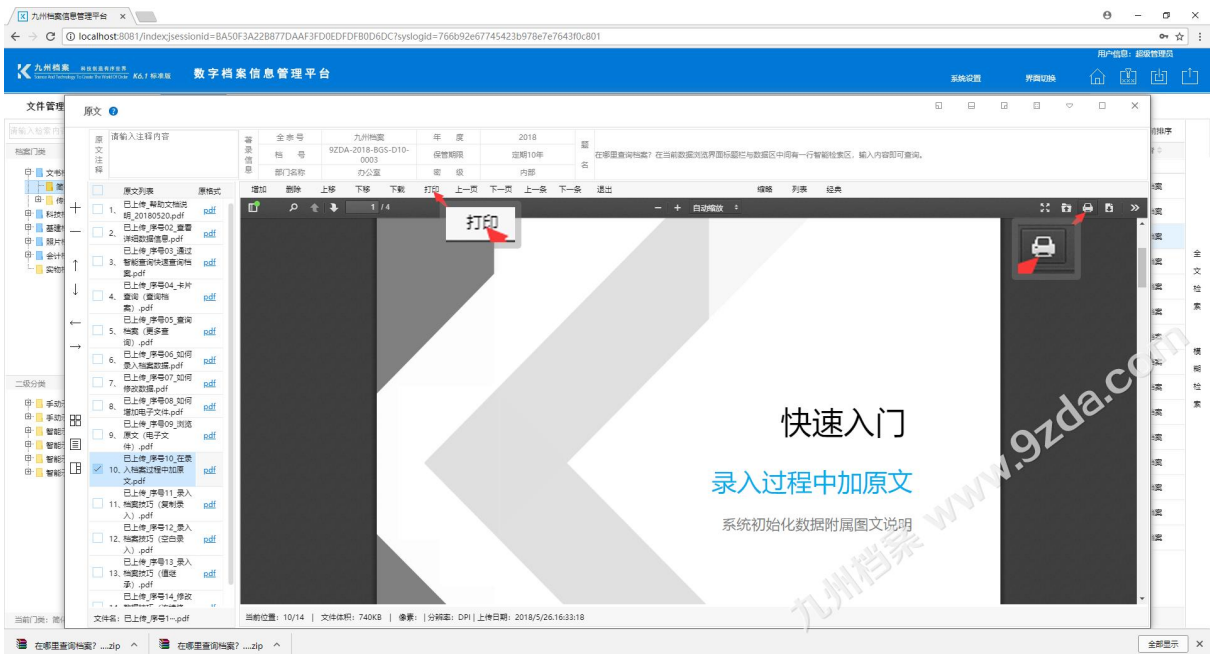 九州档案信息管理平台
localhost:8081/index;jsessionid=BA50F3A22B877DAAF3FD0EDFDFB0D6DC?syslogid=766b92e67745423b978e7e7643f0c801
用户信息：超级管理员
九州档案
K6.1 标准版
数字档案信息管理平台
系统设置
界面切换
文件管理
原文
档案门类
原文注释
请输入注释内容
著录信息
全宗号 九州档案 年 度 2018
档 号 9ZDA-2018-BGS-D10-0003 保管期限 定期10年
部门名称 办公室 密 级 内部
题名
在哪里查询档案？在当前数据浏览界面标题栏与数据区中间有一行智能检索区，输入内容即可查阅。
原文列表 原格式
增加 删除 上移 下移 下载 打印 上一页 下一页 上一条 下一条 退出
缩略 列表 经典
1 / 4
自动缩放
打印
1、 已上传_帮助文档说明_20180520.pdf pdf
2、 已上传_序号02_查看详细数据信息.pdf pdf
3、 已上传_序号03_通过智能查询快速查询档案.pdf pdf
4、 已上传_序号04_卡片查询（查询档案）.pdf pdf
5、 已上传_序号05_查询档案（更多查询）.pdf pdf
6、 已上传_序号06_如何录入档案数据.pdf pdf
7、 已上传_序号07_如何修改数据.pdf pdf
8、 已上传_序号08_如何增加电子文件.pdf pdf
9、 已上传_序号09_浏览原文（电子文件）.pdf pdf
10、 已上传_序号10_在录入档案过程中加原文.pdf pdf
11、 已上传_序号11_录入档案技巧（复制录入）.pdf pdf
12、 已上传_序号12_录入档案技巧（空白录入）.pdf pdf
13、 已上传_序号13_录入档案技巧（值继承）.pdf pdf
已上传_序号14_修改
快速入门
录入过程中加原文
系统初始化数据附属图文说明
九州档案 www.9zda.com
全文检索
模糊检索
二级分类
文件名：已上传_序号1···.pdf
当前位置：10/14 | 文件体积：740KB | 像素： | 分辨率：DPI | 上传日期：2018/5/26.16:33:18
在哪里查询档案？....zip
在哪里查询档案？....zip
全部显示